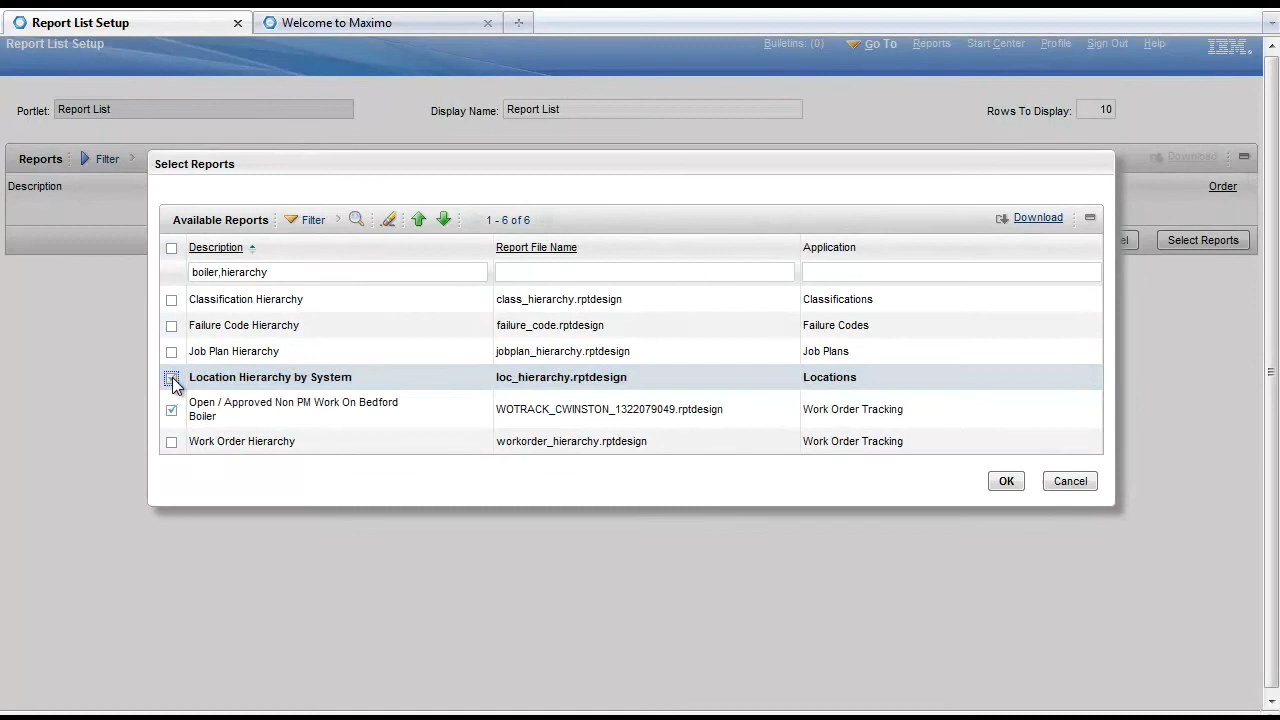 Report List Setup
Welcome to Maximo
Report List Setup
Bulletins: (0)
Go To
Reports
Start Center
Profile
Sign Out
Help
IBM.
Portlet: Report List
Display Name: Report List
Rows To Display: 10
Reports
Filter
Download
Description
Order
Select Reports
Select Reports
Available Reports
Filter
1 - 6 of 6
Download
Description
Report File Name
Application
boiler,hierarchy
Classification Hierarchy
class_hierarchy.rptdesign
Classifications
Failure Code Hierarchy
failure_code.rptdesign
Failure Codes
Job Plan Hierarchy
jobplan_hierarchy.rptdesign
Job Plans
Location Hierarchy by System
loc_hierarchy.rptdesign
Locations
Open / Approved Non PM Work On Bedford
Boiler
WOTRACK_CWINSTON_1322079049.rptdesign
Work Order Tracking
Work Order Hierarchy
workorder_hierarchy.rptdesign
Work Order Tracking
OK
Cancel